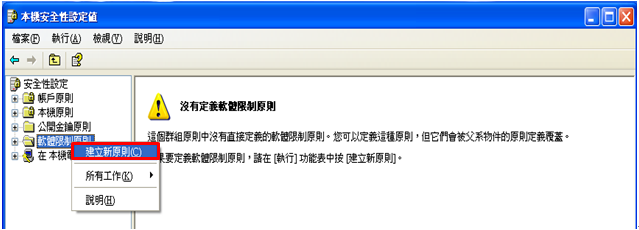 本機安全性設定值
檔案(F) 執行(A) 檢視(V) 說明(H)
安全性設定
帳戶原則
本機原則
公開金鑰原則
軟體限制原則
在 本機
建立新原則(C)
所有工作(K)
說明(H)
沒有定義軟體限制原則
這個群組原則中沒有直接定義的軟體限制原則。您可以定義這種原則，但它們會被父系物件的原則定義覆蓋。
要定義軟體限制原則，請在 [執行] 功能表中按 [建立新原則]。